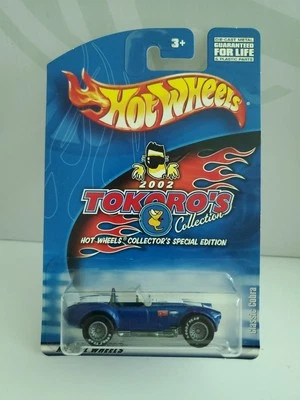 3+
DIE-CAST METAL
GUARANTEED
FOR LIFE
& PLASTIC PARTS
Hot Wheels
2002
TOKORO'S
Collection
HOT WHEELS COLLECTOR'S SPECIAL EDITION
Classic Cobra
WHEELS